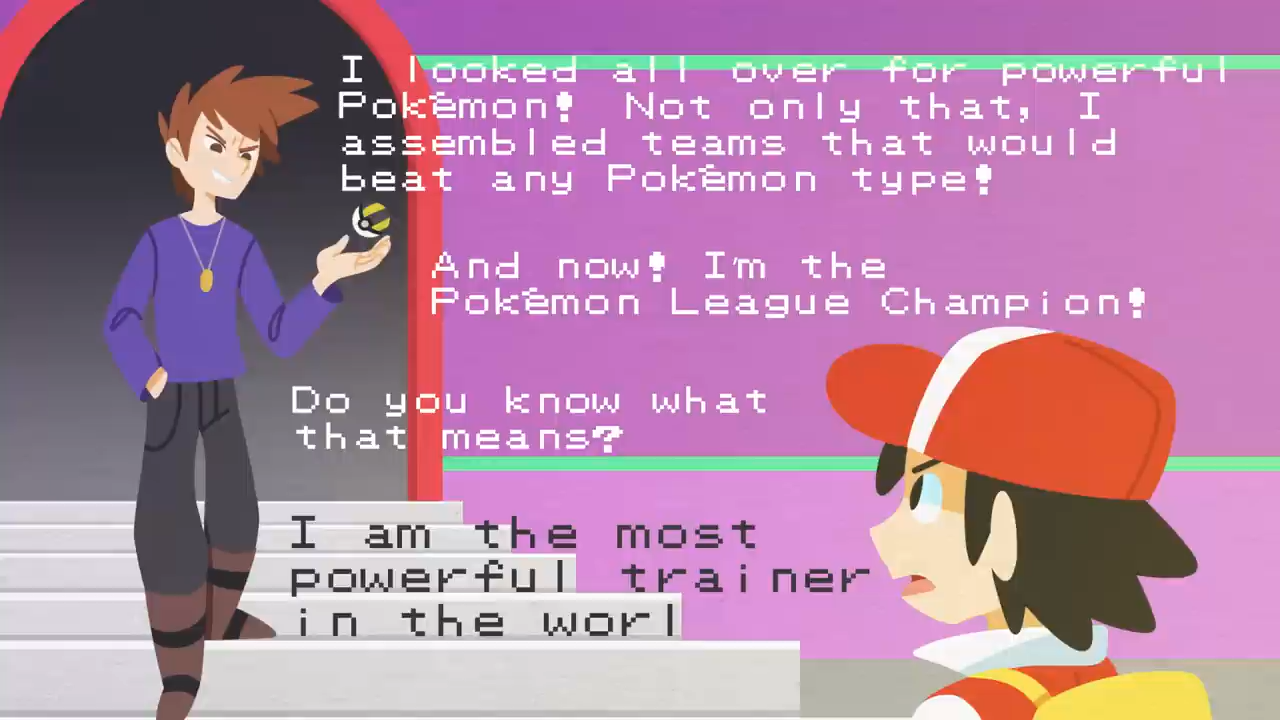 I looked all over for powerful
Pokémon! Not only that, I
assembled teams that would
beat any Pokémon type!
And now! I'm the
Pokémon League Champion!
Do you know what
that means?
I am the most
powerful trainer
in the worl